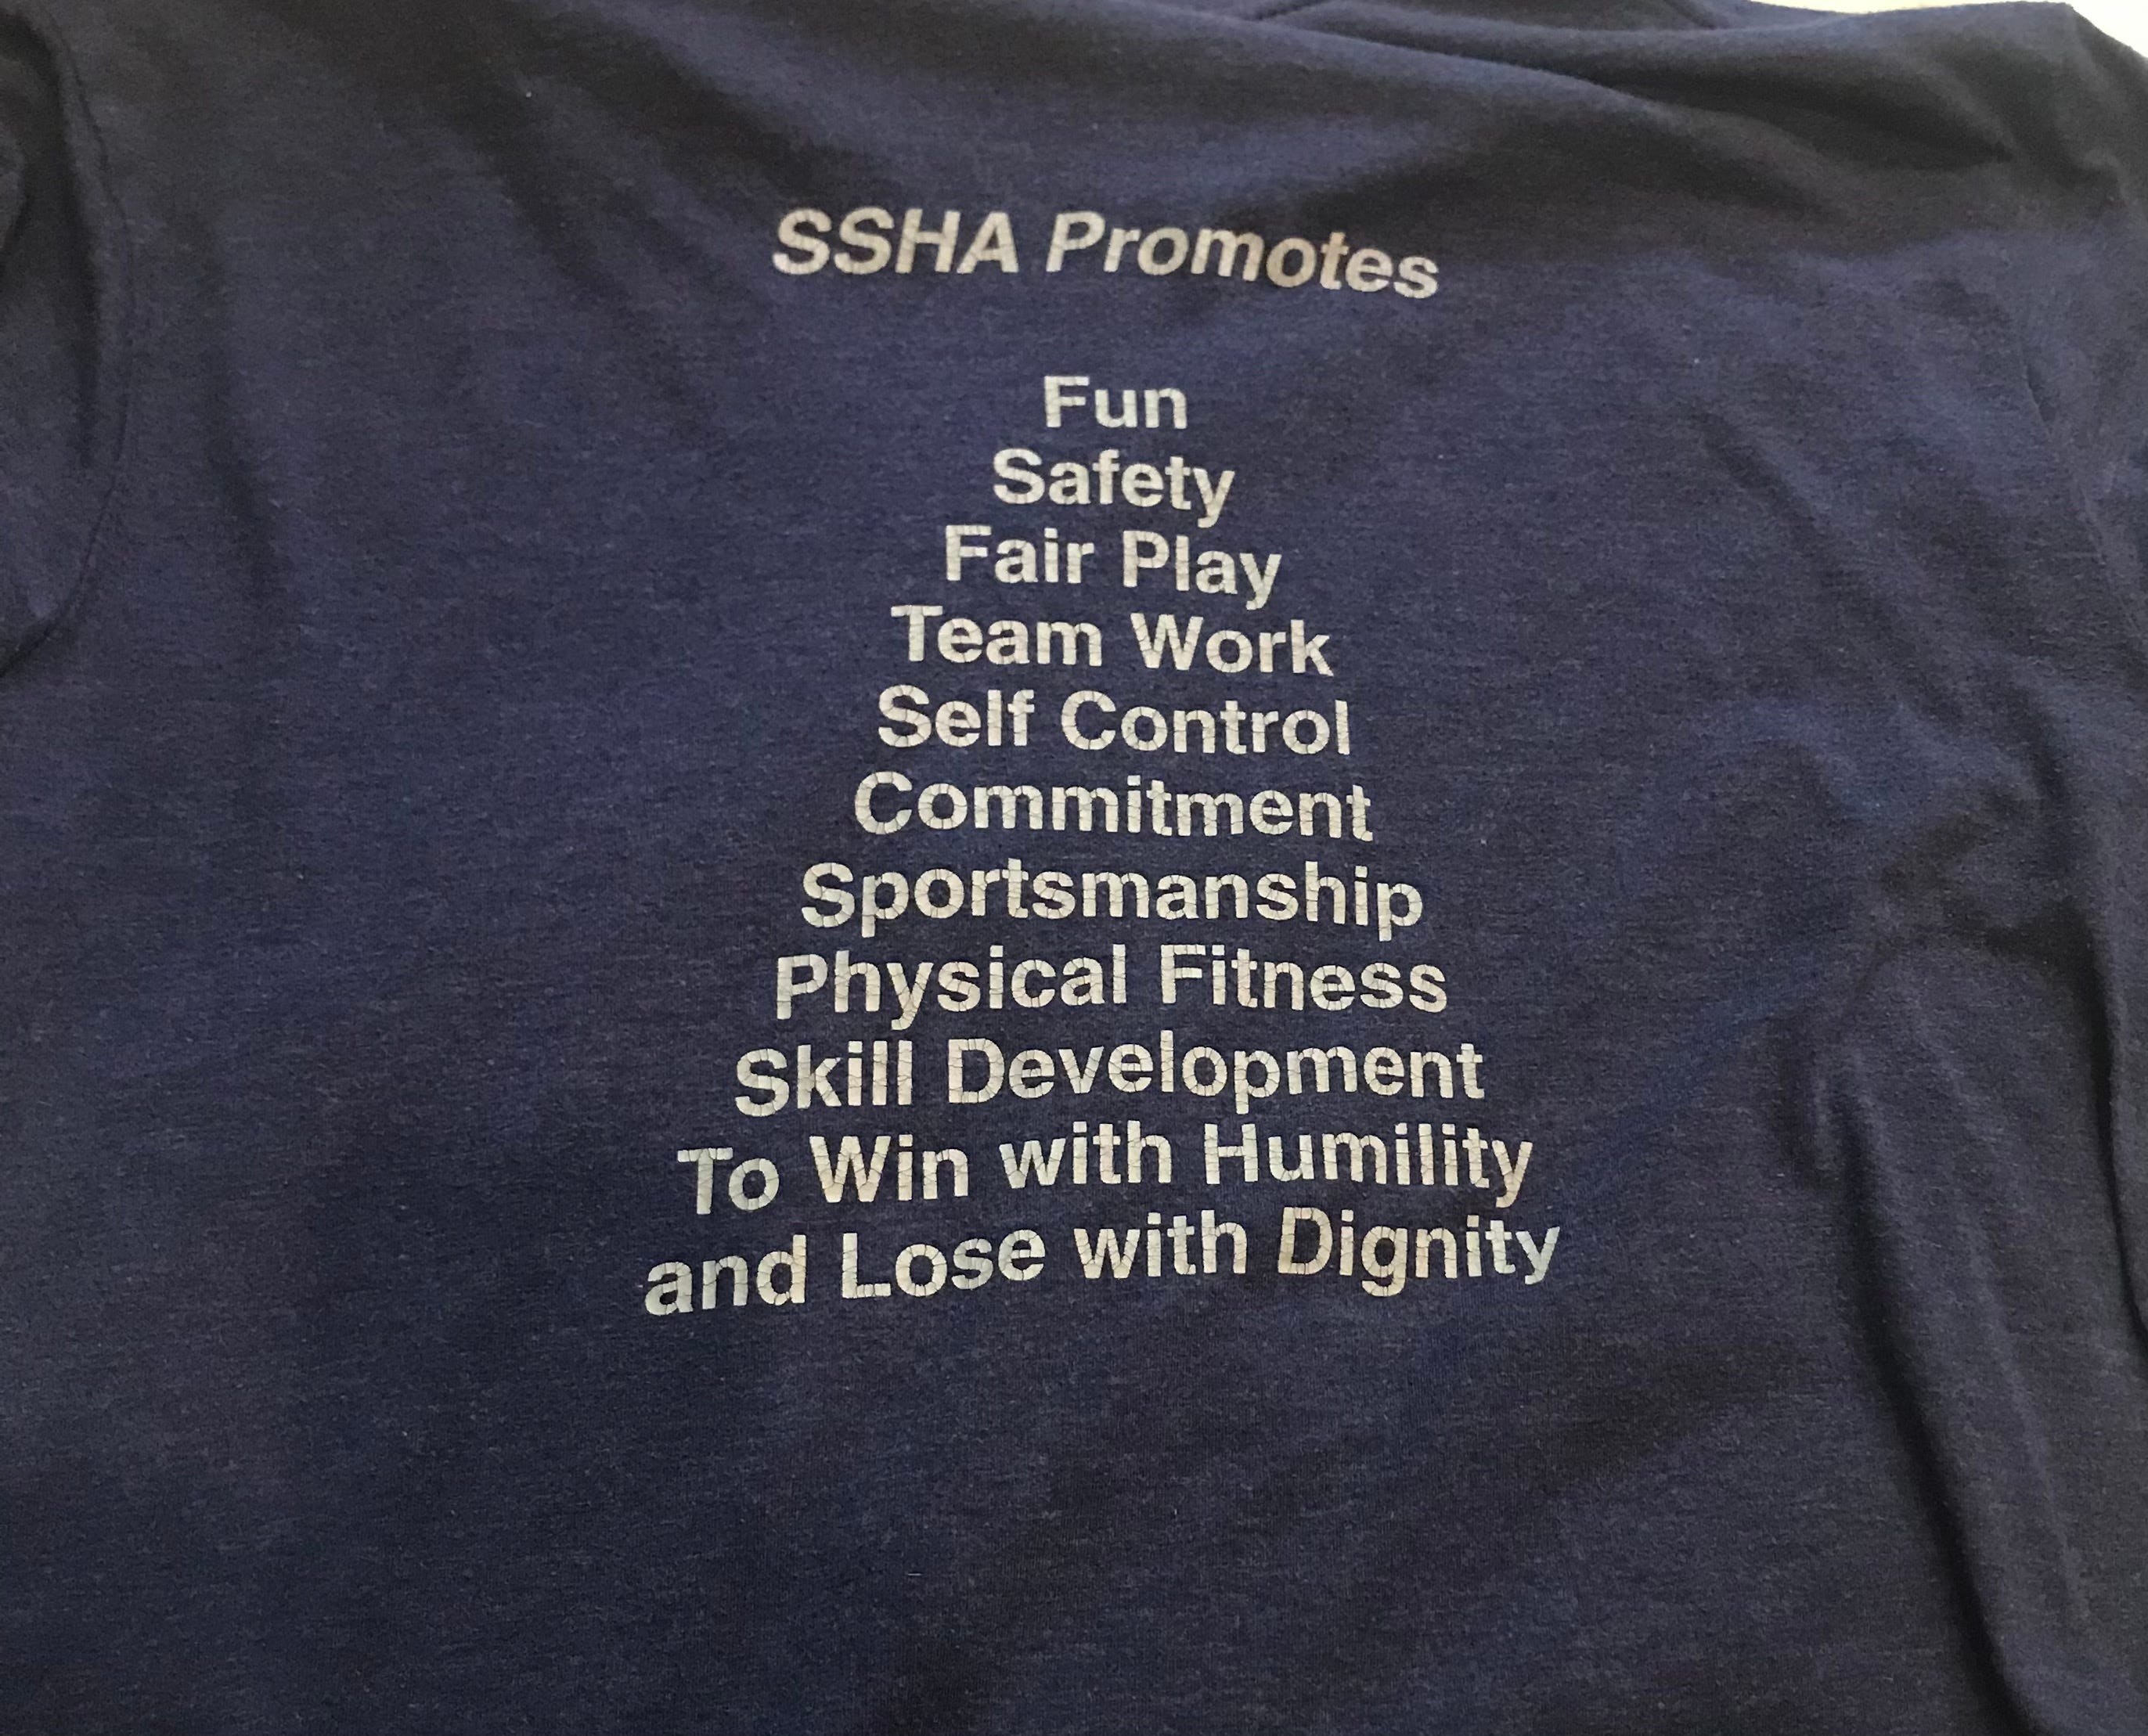 SSHA Promotes
Fun
Safety
Fair Play
Team Work
Self Control
Commitment
Sportsmanship
Physical Fitness
Skill Development
To Win with Humility
and Lose with Dignity